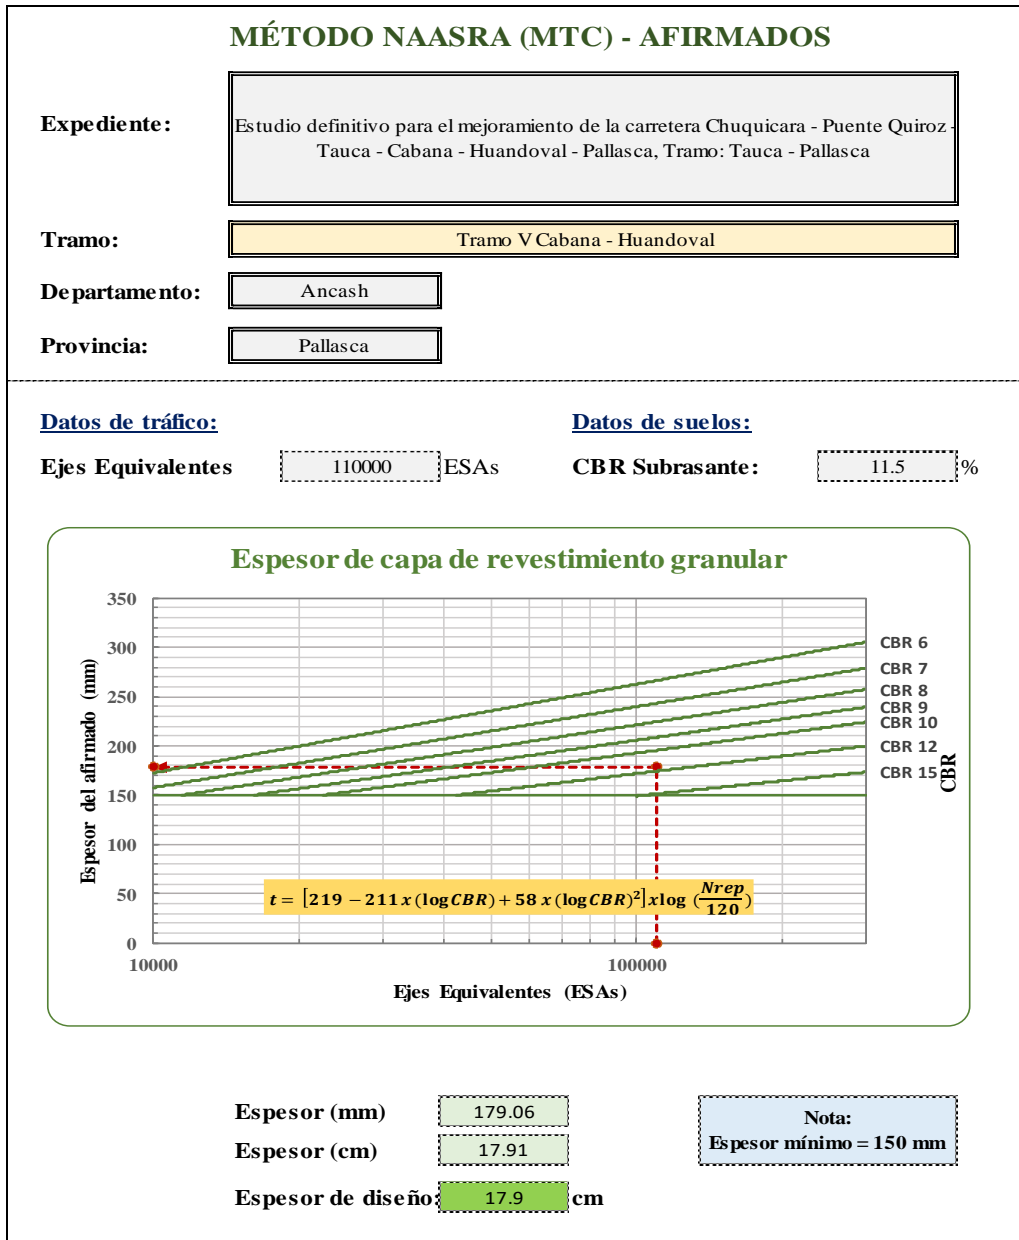 MÉTODO NAASRA (MTC) - AFIRMADOS
Expediente:
Estudio definitivo para el mejoramiento de la carretera Chuquicara - Puente Quiroz -
Tauca - Cabana - Huandoval - Pallasca, Tramo: Tauca - Pallasca
Tramo:
Tramo V Cabana - Huandoval
Departamento:
Ancash
Provincia:
Pallasca
Datos de tráfico:
Datos de suelos:
Ejes Equivalentes
110000
ESAs
CBR Subrasante:
11.5
%
Espesor de capa de revestimiento granular
Espesor del afirmado (mm)
350
300
250
200
150
100
50
0
CBR 6
CBR 7
CBR 8
CBR 9
CBR 10
CBR 12
CBR 15
CBR
t = [219 − 211 x (log CBR) + 58 x (log CBR)²] x log (Nrep/120)
10000
100000
Ejes Equivalentes (ESAs)
Espesor (mm)
179.06
Espesor (cm)
17.91
Espesor de diseño:
17.9
cm
Nota:
Espesor mínimo = 150 mm